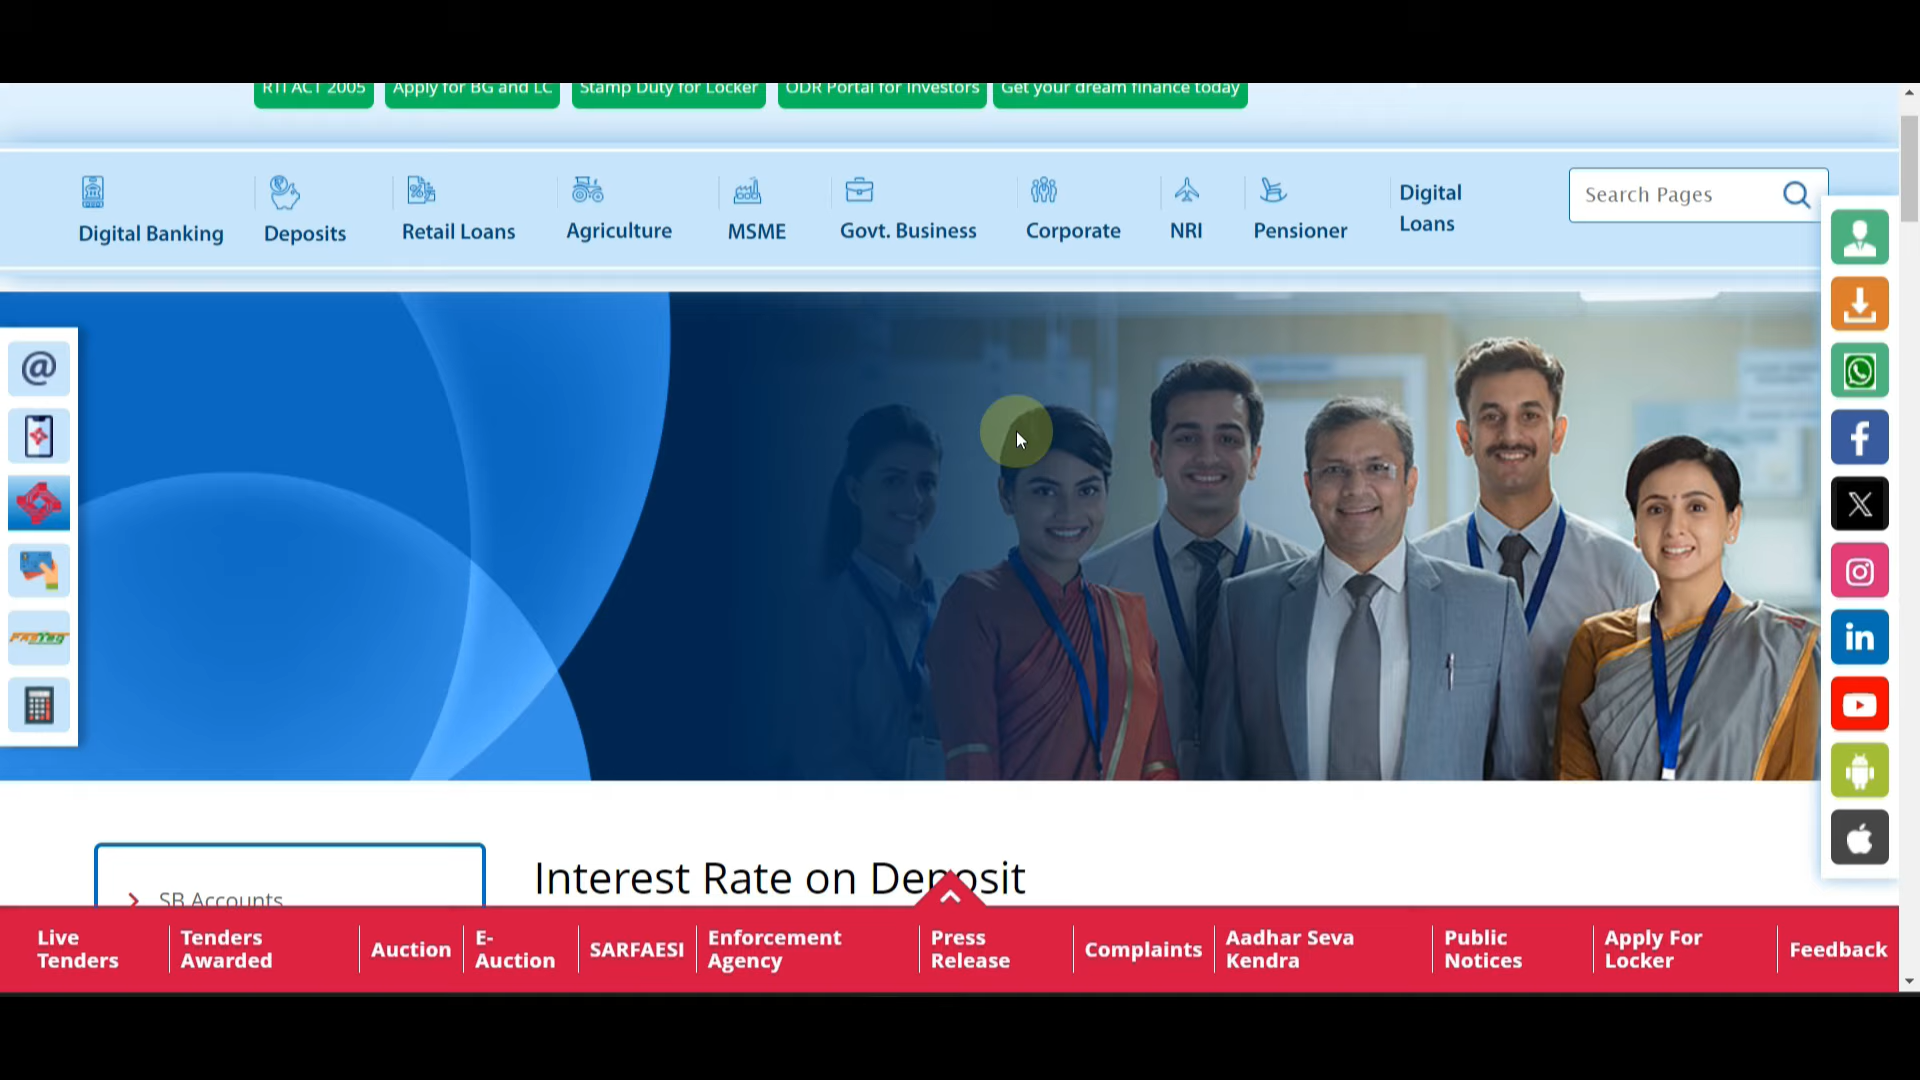 RTI ACT 2005 Apply for BG and LC Stamp Duty for Locker ODR Portal for Investors Get your dream finance today
Digital Banking Deposits Retail Loans Agriculture MSME Govt. Business Corporate NRI Pensioner Digital Loans
Search Pages
@
FASTag
Interest Rate on Deposit
SB Accounts
Live Tenders
Tenders Awarded
Auction
E-Auction
SARFAESI
Enforcement Agency
Press Release
Complaints
Aadhar Seva Kendra
Public Notices
Apply For Locker
Feedback